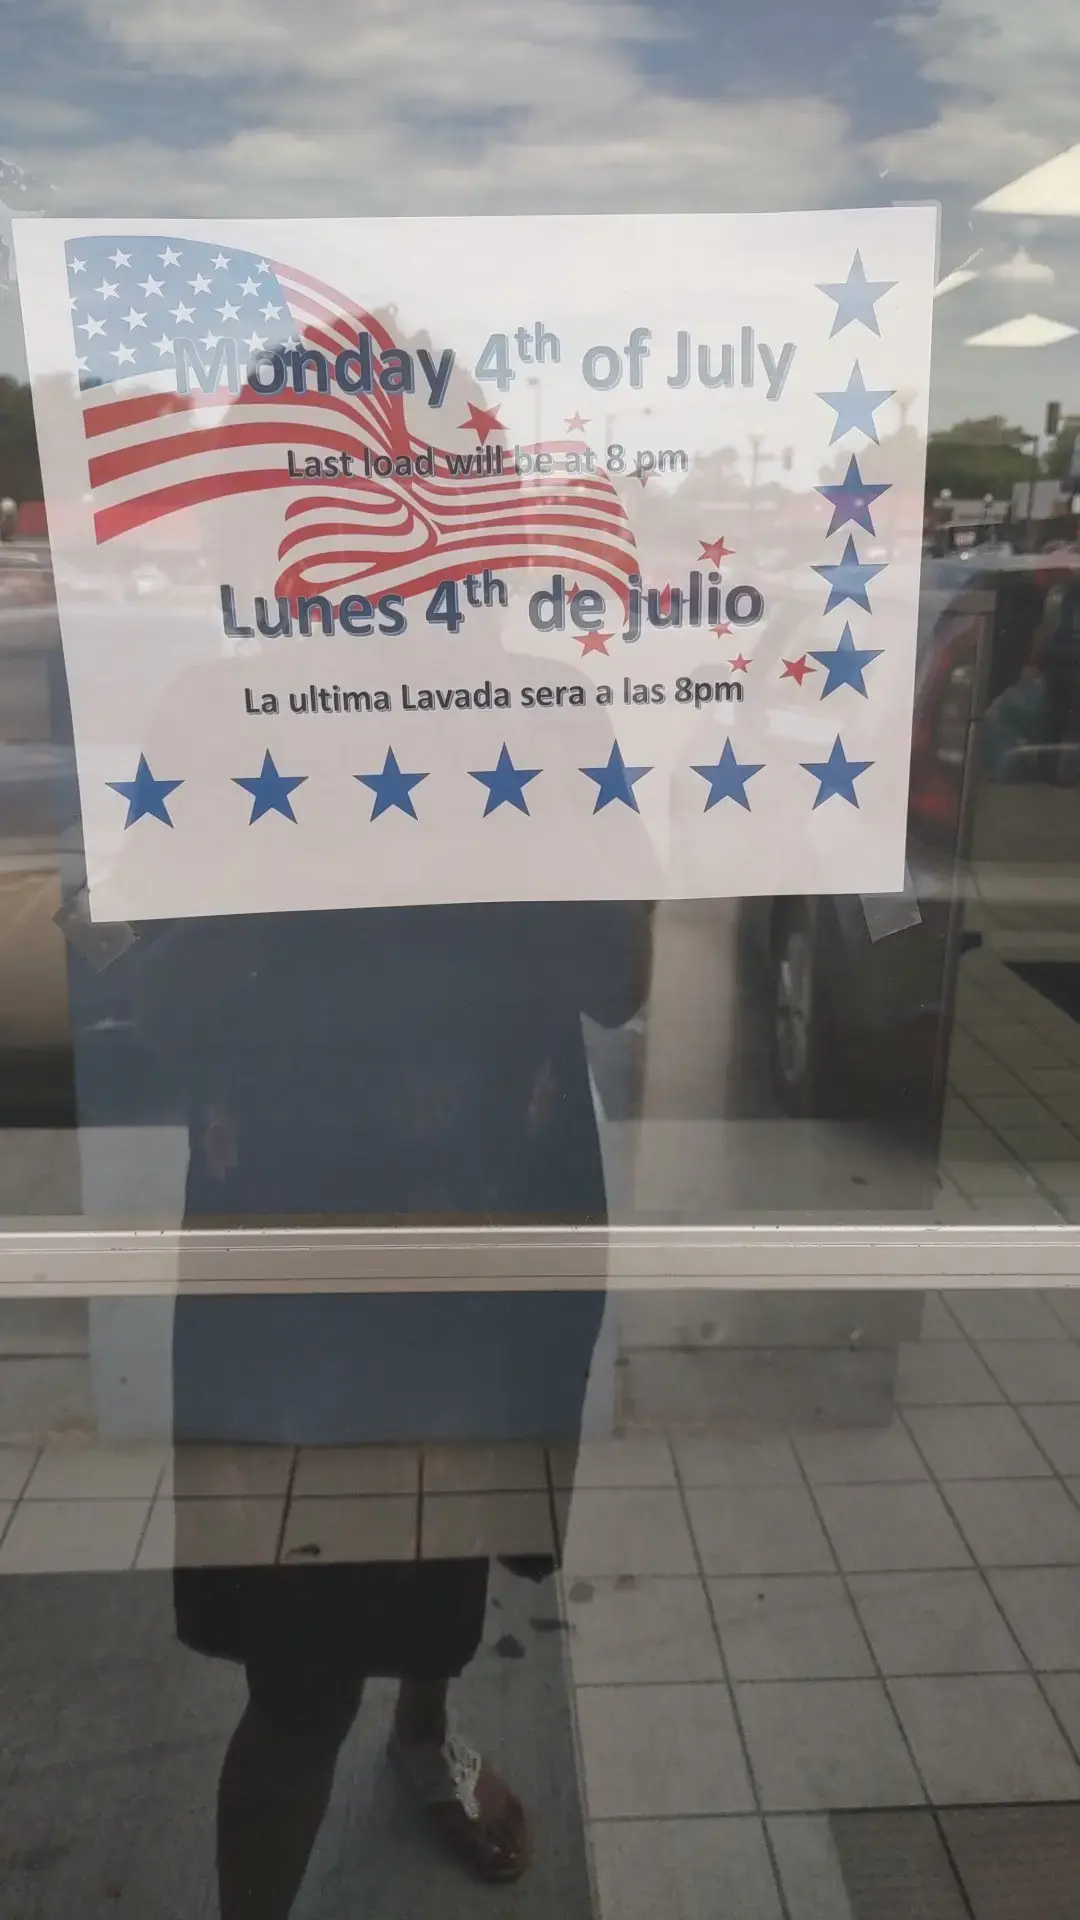 Monday 4th of July
Last load will be at 8 pm
Lunes 4th de julio
La ultima Lavada sera a las 8pm